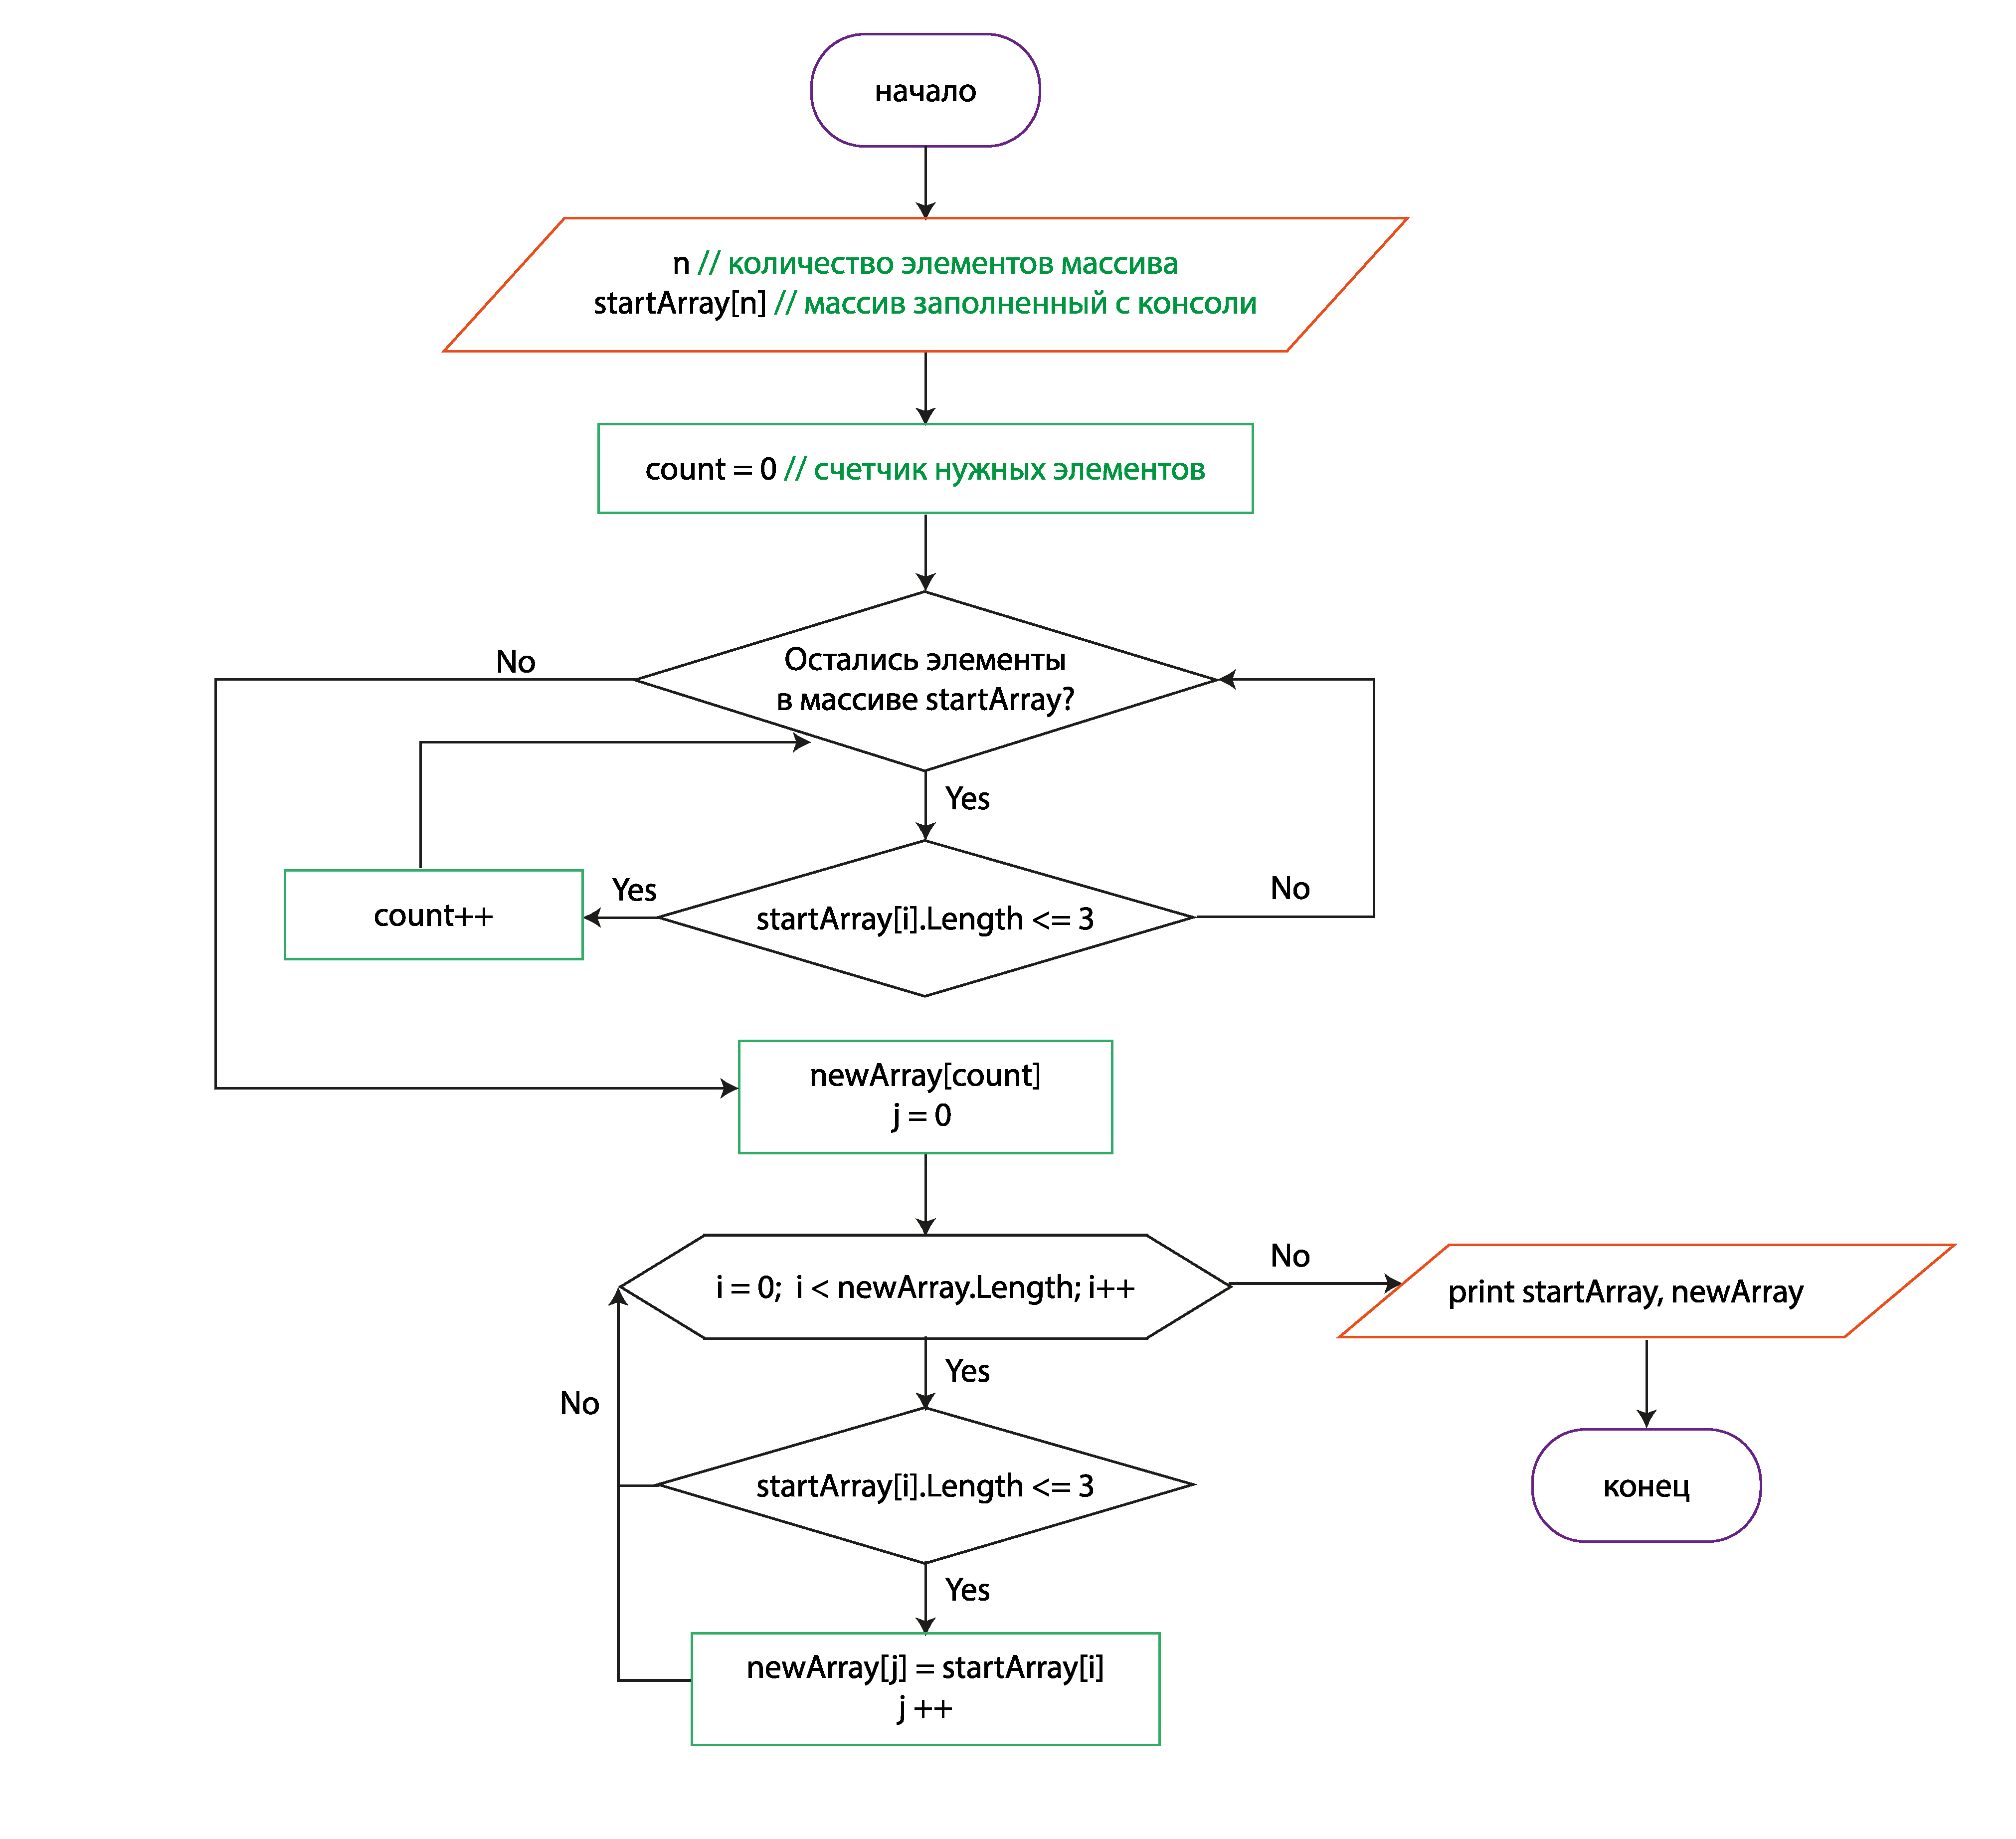 начало
n // количество элементов массива
startArray[n] // массив заполненный с консоли
count = 0 // счетчик нужных элементов
No
Остались элементы
в массиве startArray?
Yes
Yes
No
count++
startArray[i].Length <= 3
newArray[count]
j = 0
No
i = 0; i < newArray.Length; i++
print startArray, newArray
Yes
No
startArray[i].Length <= 3
конец
Yes
newArray[j] = startArray[i]
j ++